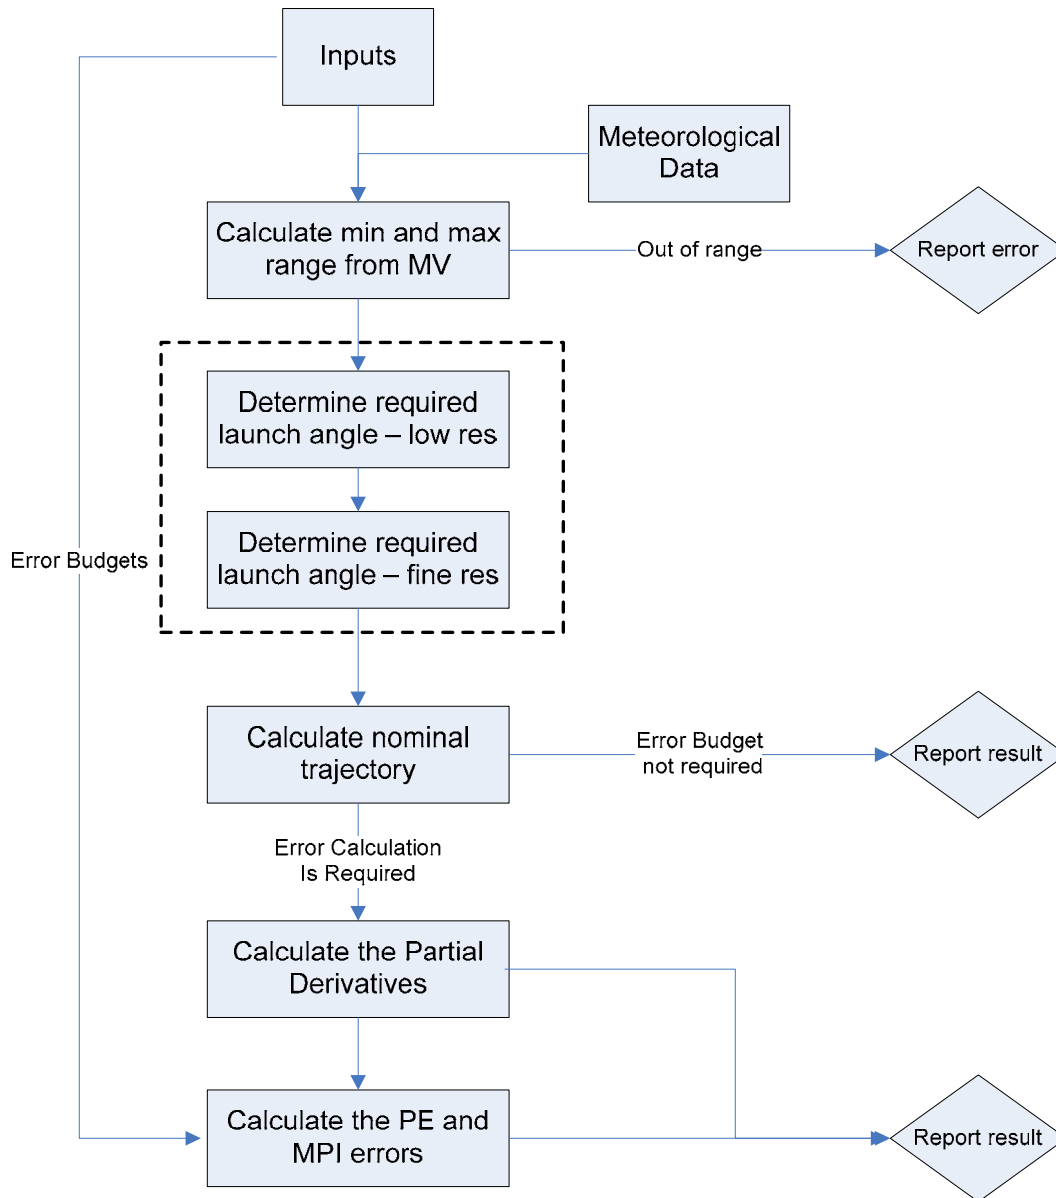 Inputs
Meteorological
Data
Calculate min and max
range from MV
Out of range
Report error
Determine required
launch angle – low res
Determine required
launch angle – fine res
Error Budgets
Calculate nominal
trajectory
Error Budget
not required
Report result
Error Calculation
Is Required
Calculate the Partial
Derivatives
Calculate the PE and
MPI errors
Report result